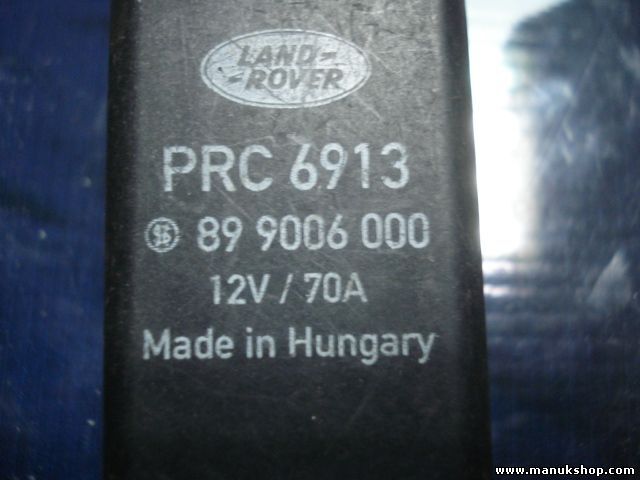 LAND-
-ROVER
PRC 6913
89 9006 000
12V / 70A
Made in Hungary
www.manukshop.com